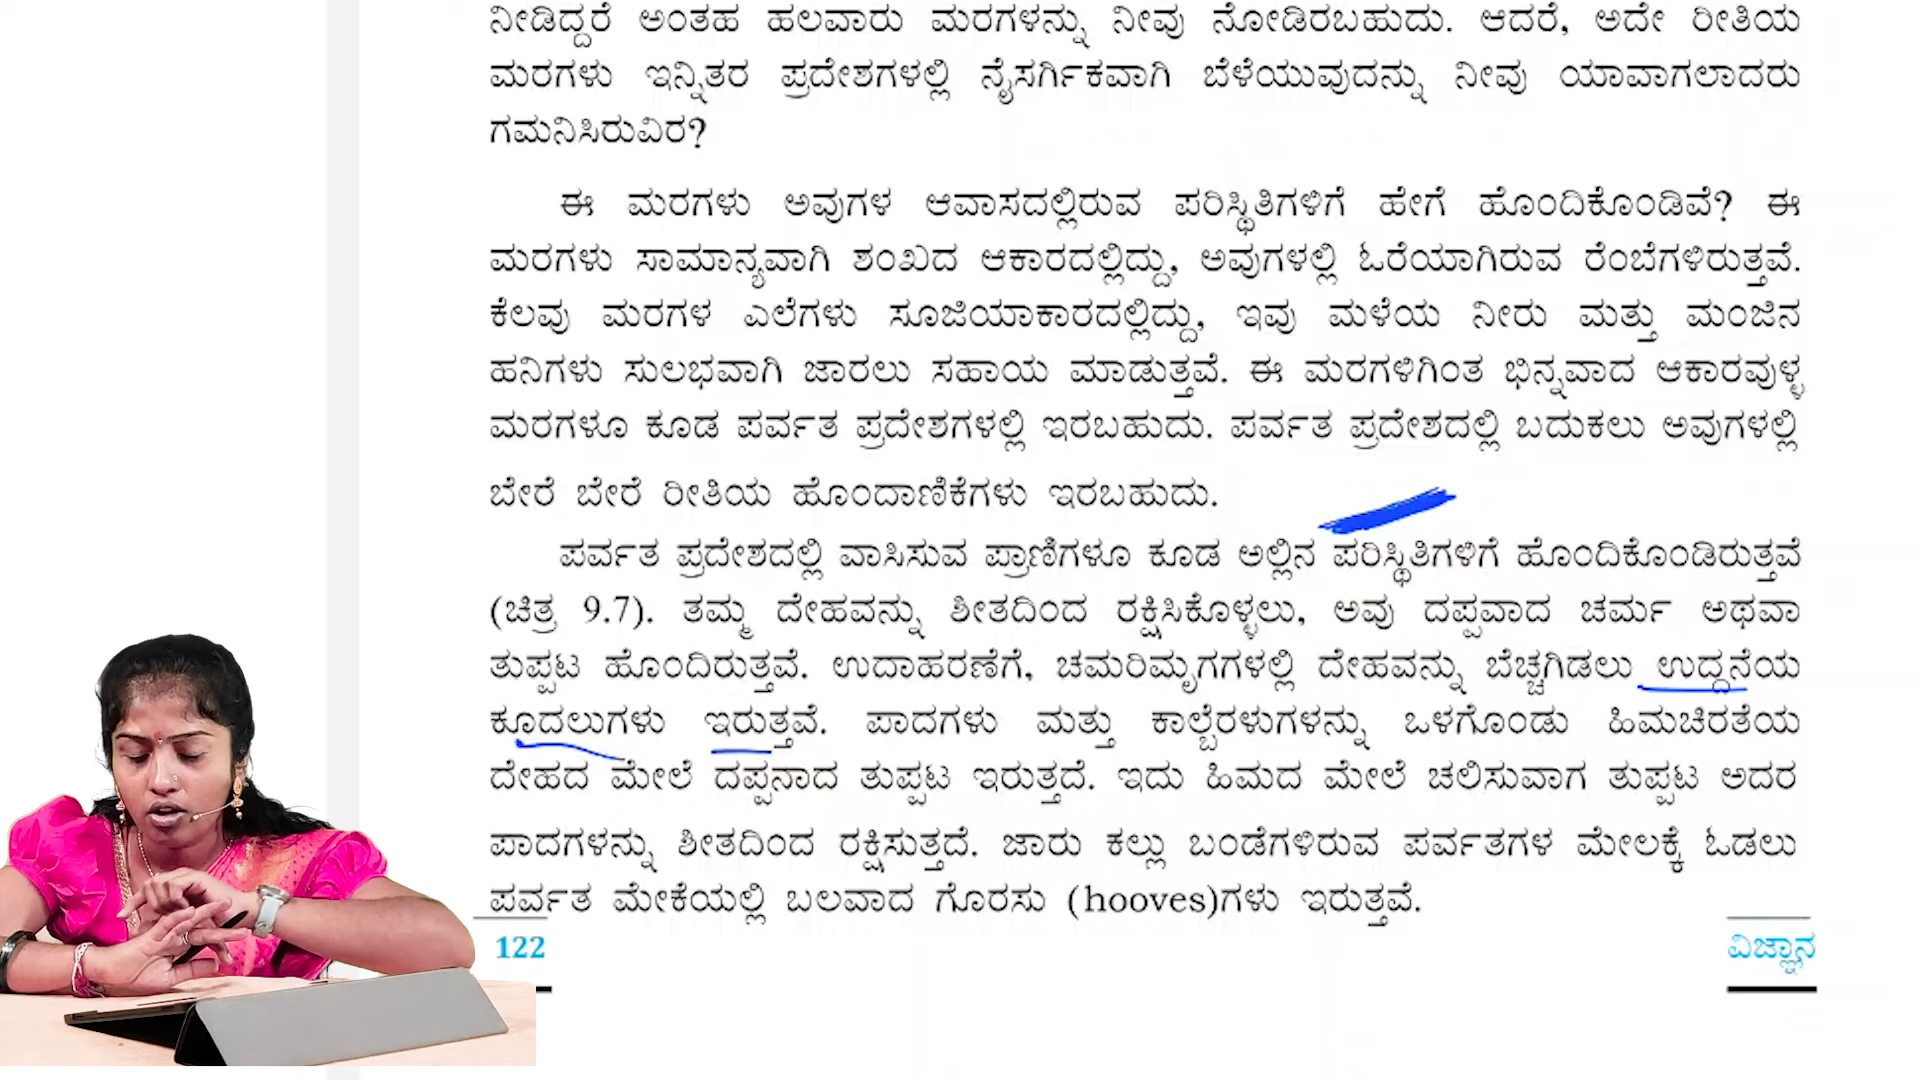 ನೀಡಿದ್ದರೆ ಅಂತಹ ಹಲವಾರು ಮರಗಳನ್ನು ನೀವು ನೋಡಿರಬಹುದು. ಆದರೆ, ಅದೇ ರೀತಿಯ
ಮರಗಳು ಇನ್ನಿತರ ಪ್ರದೇಶಗಳಲ್ಲಿ ನೈಸರ್ಗಿಕವಾಗಿ ಬೆಳೆಯುವುದನ್ನು ನೀವು ಯಾವಾಗಲಾದರು
ಗಮನಿಸಿರುವಿರ?
ಈ ಮರಗಳು ಅವುಗಳ ಆವಾಸದಲ್ಲಿರುವ ಪರಿಸ್ಥಿತಿಗಳಿಗೆ ಹೇಗೆ ಹೊಂದಿಕೊಂಡಿವೆ? ಈ
ಮರಗಳು ಸಾಮಾನ್ಯವಾಗಿ ಶಂಖದ ಆಕಾರದಲ್ಲಿದ್ದು, ಅವುಗಳಲ್ಲಿ ಓರೆಯಾಗಿರುವ ರೆಂಬೆಗಳಿರುತ್ತವೆ.
ಕೆಲವು ಮರಗಳ ಎಲೆಗಳು ಸೂಜಿಯಾಕಾರದಲ್ಲಿದ್ದು, ಇವು ಮಳೆಯ ನೀರು ಮತ್ತು ಮಂಜಿನ
ಹನಿಗಳು ಸುಲಭವಾಗಿ ಜಾರಲು ಸಹಾಯ ಮಾಡುತ್ತವೆ. ಈ ಮರಗಳಿಗಿಂತ ಭಿನ್ನವಾದ ಆಕಾರವುಳ್ಳ
ಮರಗಳೂ ಕೂಡ ಪರ್ವತ ಪ್ರದೇಶಗಳಲ್ಲಿ ಇರಬಹುದು. ಪರ್ವತ ಪ್ರದೇಶದಲ್ಲಿ ಬದುಕಲು ಅವುಗಳಲ್ಲಿ
ಬೇರೆ ಬೇರೆ ರೀತಿಯ ಹೊಂದಾಣಿಕೆಗಳು ಇರಬಹುದು.
ಪರ್ವತ ಪ್ರದೇಶದಲ್ಲಿ ವಾಸಿಸುವ ಪ್ರಾಣಿಗಳೂ ಕೂಡ ಅಲ್ಲಿನ ಪರಿಸ್ಥಿತಿಗಳಿಗೆ ಹೊಂದಿಕೊಂಡಿರುತ್ತವೆ
(ಚಿತ್ರ 9.7). ತಮ್ಮ ದೇಹವನ್ನು ಶೀತದಿಂದ ರಕ್ಷಿಸಿಕೊಳ್ಳಲು, ಅವು ದಪ್ಪವಾದ ಚರ್ಮ ಅಥವಾ
ತುಪ್ಪಟ ಹೊಂದಿರುತ್ತವೆ. ಉದಾಹರಣೆಗೆ, ಚಮರಿಮೃಗಗಳಲ್ಲಿ ದೇಹವನ್ನು ಬೆಚ್ಚಗಿಡಲು ಉದ್ದನೆಯ
ಕೂದಲುಗಳು ಇರುತ್ತವೆ. ಪಾದಗಳು ಮತ್ತು ಕಾಲ್ಬೆರಳುಗಳನ್ನು ಒಳಗೊಂಡು ಹಿಮಚಿರತೆಯ
ದೇಹದ ಮೇಲೆ ದಪ್ಪನಾದ ತುಪ್ಪಟ ಇರುತ್ತದೆ. ಇದು ಹಿಮದ ಮೇಲೆ ಚಲಿಸುವಾಗ ತುಪ್ಪಟ ಅದರ
ಪಾದಗಳನ್ನು ಶೀತದಿಂದ ರಕ್ಷಿಸುತ್ತದೆ. ಜಾರು ಕಲ್ಲು ಬಂಡೆಗಳಿರುವ ಪರ್ವತಗಳ ಮೇಲಕ್ಕೆ ಓಡಲು
ಪರ್ವತ ಮೇಕೆಯಲ್ಲಿ ಬಲವಾದ ಗೊರಸು (hooves)ಗಳು ಇರುತ್ತವೆ.
122
ವಿಜ್ಞಾನ